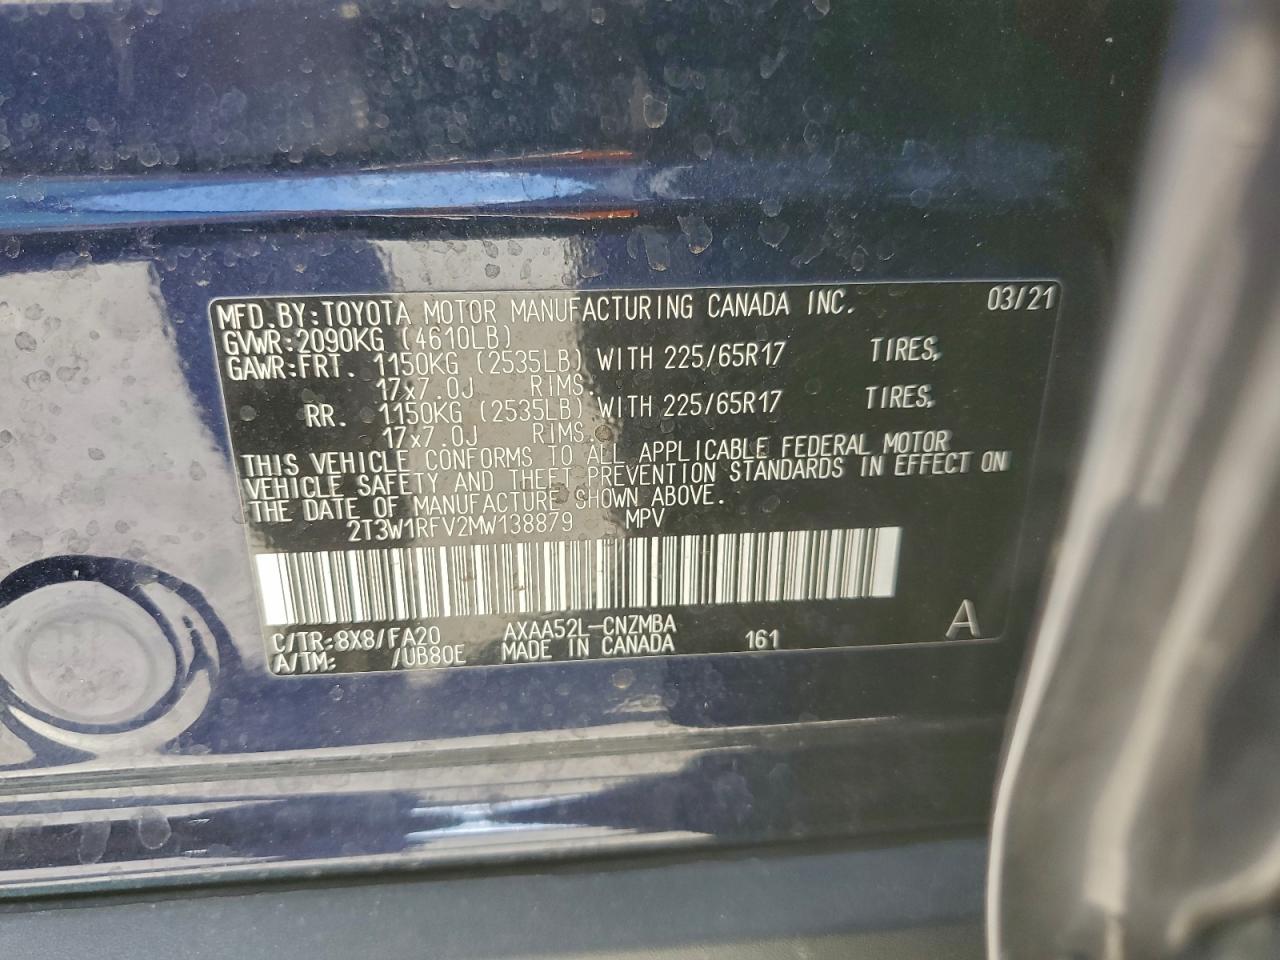 MFD.BY:TOYOTA MOTOR MANUFACTURING CANADA INC. 03/21
GVWR:2090KG (4610LB)
GAWR:FRT. 1150KG (2535LB) WITH 225/65R17 TIRES,
17x7.0J RIMS.
RR. 1150KG (2535LB) WITH 225/65R17 TIRES,
17x7.0J RIMS.
THIS VEHICLE CONFORMS TO ALL APPLICABLE FEDERAL MOTOR
VEHICLE SAFETY AND THEFT PREVENTION STANDARDS IN EFFECT ON
THE DATE OF MANUFACTURE SHOWN ABOVE.
2T3W1RFV2MW138879 MPV
C/TR:8X8/FA20 AXAA52L-CNZMBA 161 A
A/TM: /UB80E MADE IN CANADA